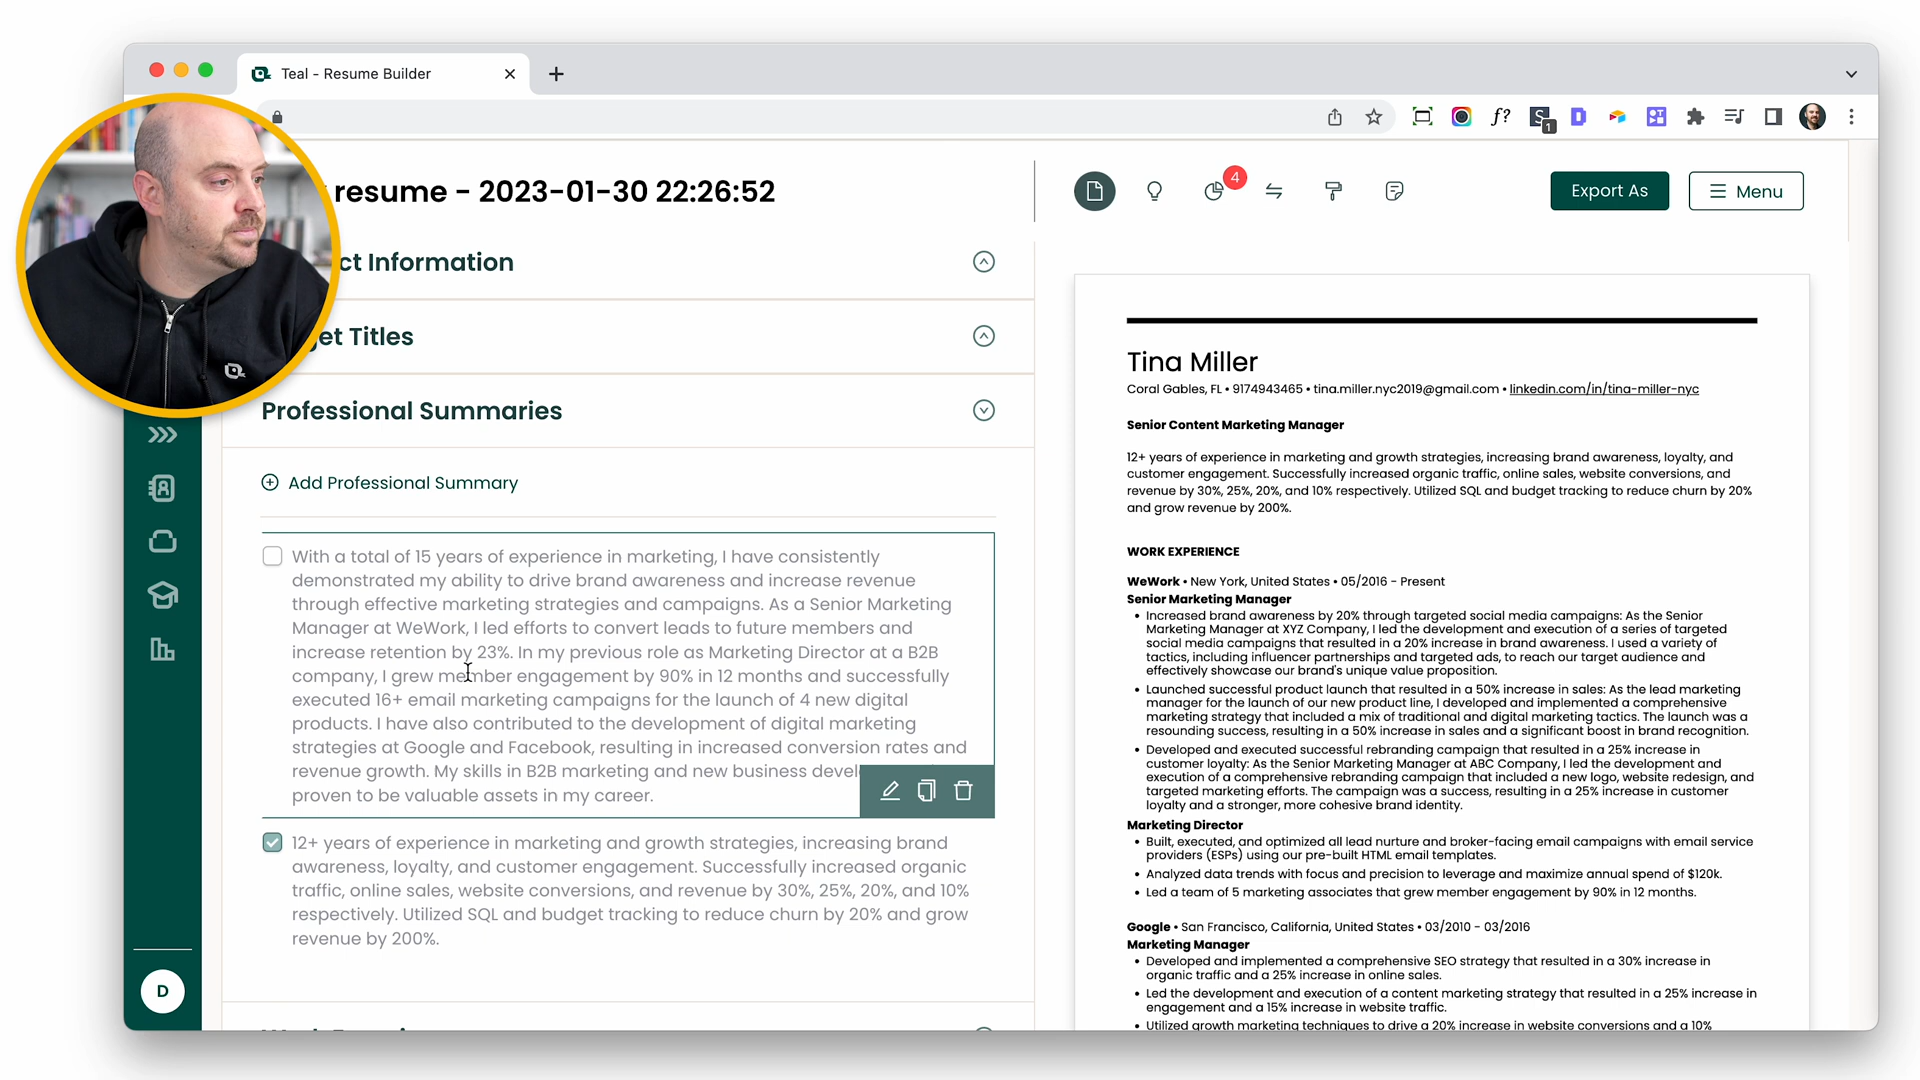 Teal - Resume Builder
f?
S
1
D
resume - 2023-01-30 22:26:52
4
Export As
Menu
ct Information
get Titles
Professional Summaries
Add Professional Summary
With a total of 15 years of experience in marketing, I have consistently
demonstrated my ability to drive brand awareness and increase revenue
through effective marketing strategies and campaigns. As a Senior Marketing
Manager at WeWork, I led efforts to convert leads to future members and
increase retention by 23%. In my previous role as Marketing Director at a B2B
company, I grew member engagement by 90% in 12 months and successfully
executed 16+ email marketing campaigns for the launch of 4 new digital
products. I have also contributed to the development of digital marketing
strategies at Google and Facebook, resulting in increased conversion rates and
revenue growth. My skills in B2B marketing and new business devel
proven to be valuable assets in my career.
12+ years of experience in marketing and growth strategies, increasing brand
awareness, loyalty, and customer engagement. Successfully increased organic
traffic, online sales, website conversions, and revenue by 30%, 25%, 20%, and 10%
respectively. Utilized SQL and budget tracking to reduce churn by 20% and grow
revenue by 200%.
D
Tina Miller
Coral Gables, FL • 9174943465 • tina.miller.nyc2019@gmail.com • linkedin.com/in/tina-miller-nyc
Senior Content Marketing Manager
12+ years of experience in marketing and growth strategies, increasing brand awareness, loyalty, and
customer engagement. Successfully increased organic traffic, online sales, website conversions, and
revenue by 30%, 25%, 20%, and 10% respectively. Utilized SQL and budget tracking to reduce churn by 20%
and grow revenue by 200%.
WORK EXPERIENCE
WeWork • New York, United States • 05/2016 - Present
Senior Marketing Manager
• Increased brand awareness by 20% through targeted social media campaigns: As the Senior
Marketing Manager at XYZ Company, I led the development and execution of a series of targeted
social media campaigns that resulted in a 20% increase in brand awareness. I used a variety of
tactics, including influencer partnerships and targeted ads, to reach our target audience and
effectively showcase our brand's unique value proposition.
• Launched successful product launch that resulted in a 50% increase in sales: As the lead marketing
manager for the launch of our new product line, I developed and implemented a comprehensive
marketing strategy that included a mix of traditional and digital marketing tactics. The launch was a
resounding success, resulting in a 50% increase in sales and a significant boost in brand recognition.
• Developed and executed successful rebranding campaign that resulted in a 25% increase in
customer loyalty: As the Senior Marketing Manager at ABC Company, I led the development and
execution of a comprehensive rebranding campaign that included a new logo, website redesign, and
targeted marketing efforts. The campaign was a success, resulting in a 25% increase in customer
loyalty and a stronger, more cohesive brand identity.
Marketing Director
• Built, executed, and optimized all lead nurture and broker-facing email campaigns with email service
providers (ESPs) using our pre-built HTML email templates.
• Analyzed data trends with focus and precision to leverage and maximize annual spend of $120k.
• Led a team of 5 marketing associates that grew member engagement by 90% in 12 months.
Google • San Francisco, California, United States • 03/2010 - 03/2016
Marketing Manager
• Developed and implemented a comprehensive SEO strategy that resulted in a 30% increase in
organic traffic and a 25% increase in online sales.
• Led the development and execution of a content marketing strategy that resulted in a 25% increase in
engagement and a 15% increase in website traffic.
• Utilized growth marketing techniques to drive a 20% increase in website conversions and a 10%